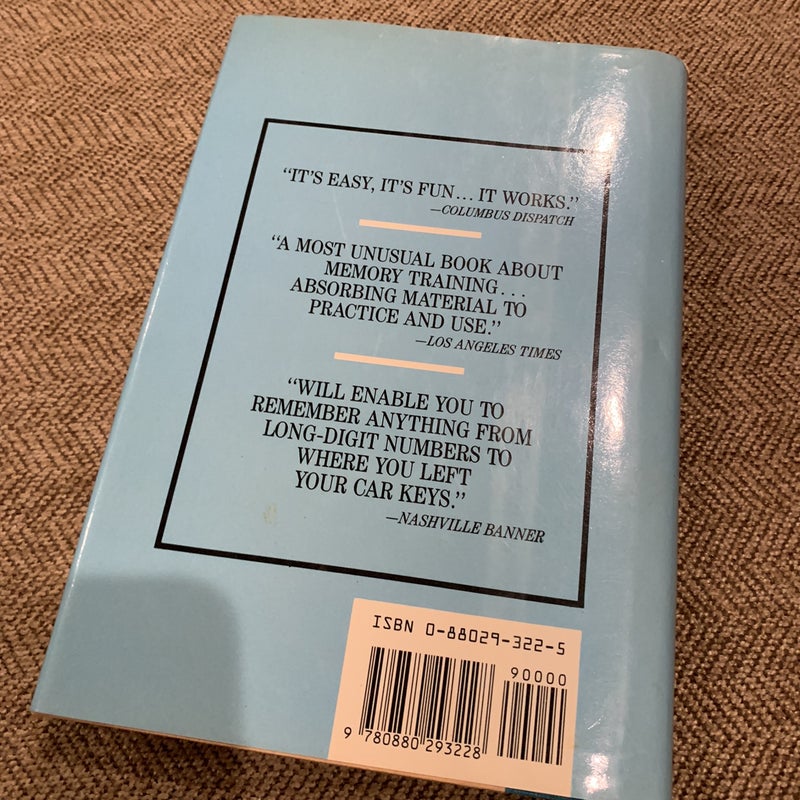 “IT’S EASY, IT’S FUN... IT WORKS.”
—COLUMBUS DISPATCH
“A MOST UNUSUAL BOOK ABOUT
MEMORY TRAINING...
ABSORBING MATERIAL TO
PRACTICE AND USE.”
—LOS ANGELES TIMES
“WILL ENABLE YOU TO
REMEMBER ANYTHING FROM
LONG-DIGIT NUMBERS TO
WHERE YOU LEFT
YOUR CAR KEYS.”
—NASHVILLE BANNER
ISBN 0-88029-322-5
90000
9 780880 293228